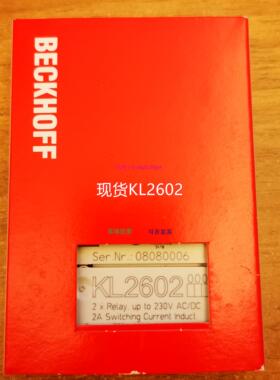 BECKHOFF
现货KL2602
Ser Nr.: 08080006
KL2602
2 x Relay, up to 230V AC/DC
2A Switching Current Induct.